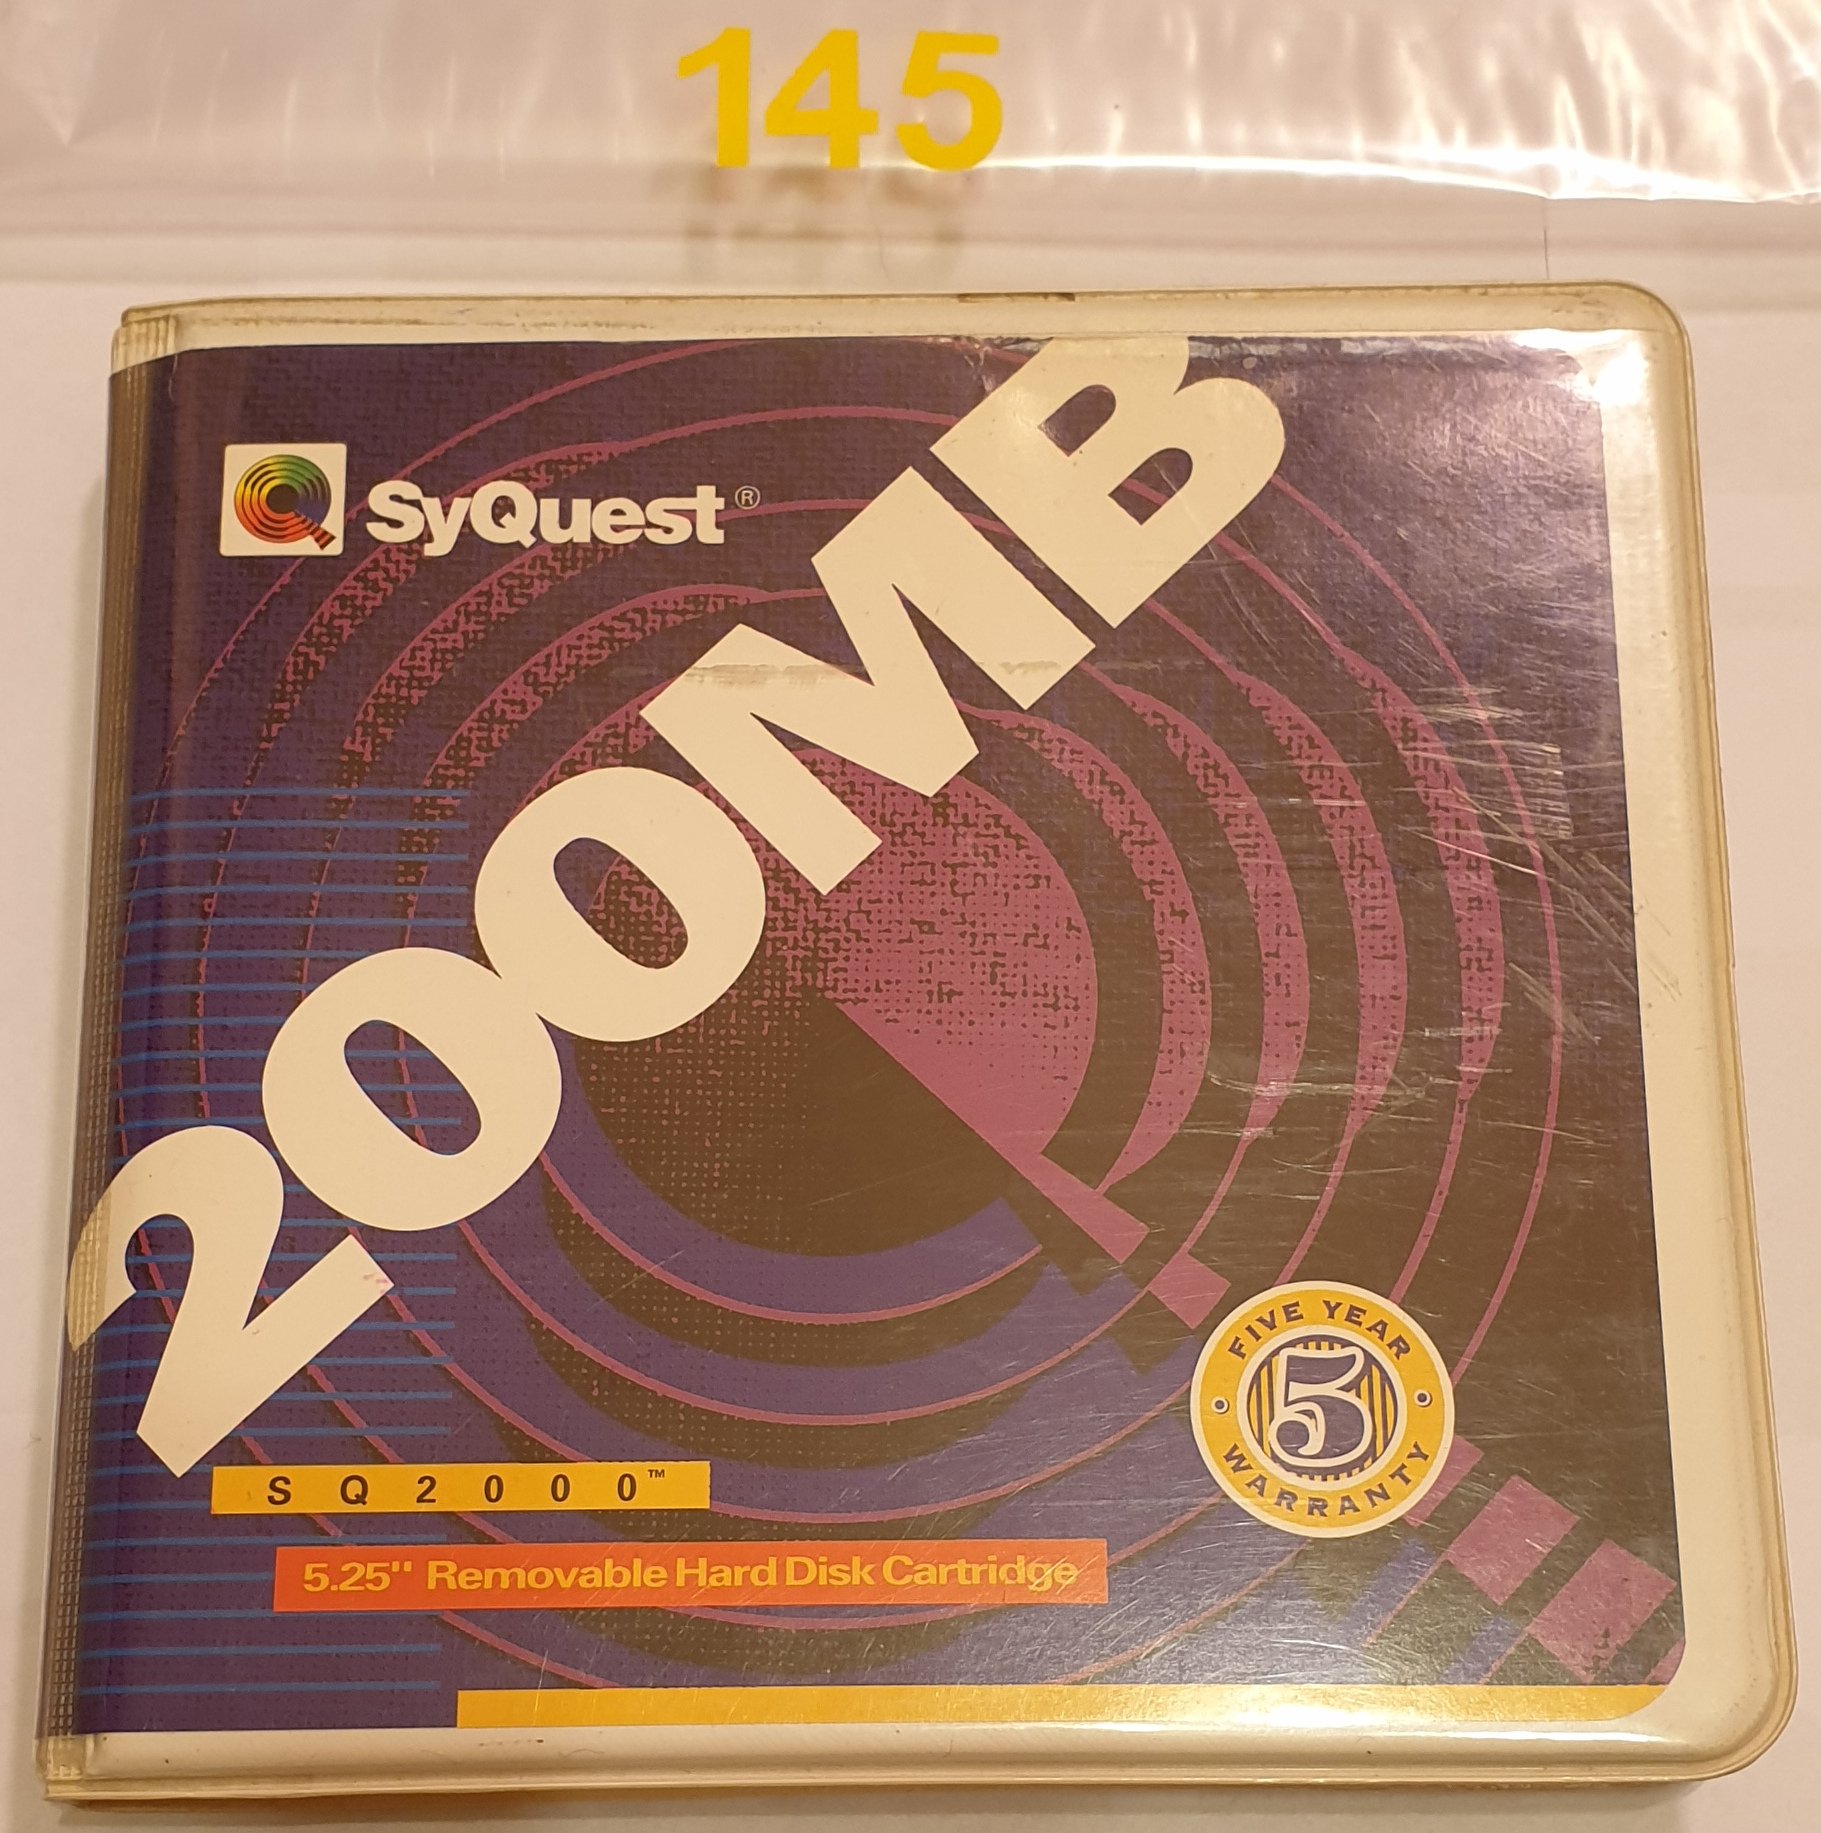 145
SyQuest®
200MB
SQ2000™
5.25" Removable Hard Disk Cartridge
FIVE YEAR
5
WARRANTY